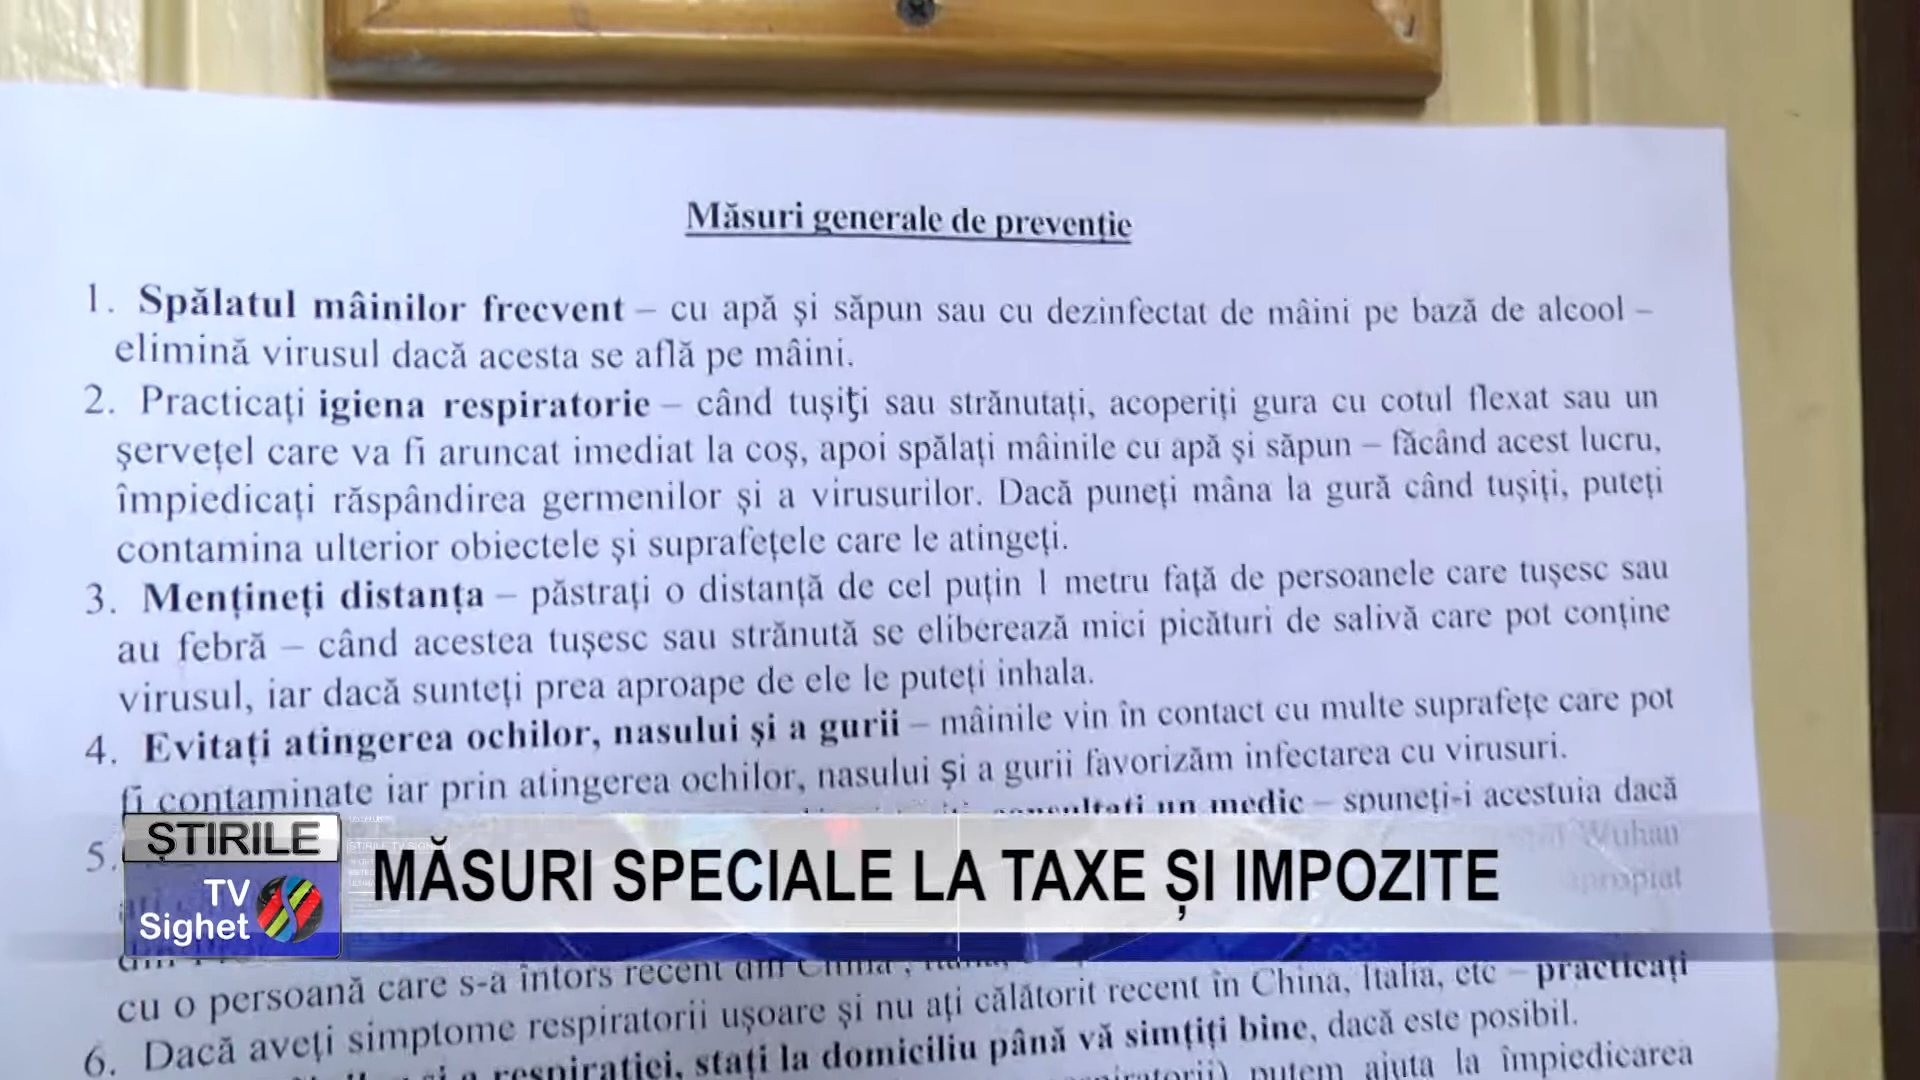 Măsuri generale de prevenție
1. Spălatul mâinilor frecvent – cu apă și săpun sau cu dezinfectat de mâini pe bază de alcool –
elimină virusul dacă acesta se află pe mâini.
2. Practicați igiena respiratorie – când tușiți sau strănutați, acoperiți gura cu cotul flexat sau un
șervețel care va fi aruncat imediat la coș, apoi spălați mâinile cu apă și săpun – făcând acest lucru,
împiedicați răspândirea germenilor și a virusurilor. Dacă puneți mâna la gură când tușiți, puteți
contamina ulterior obiectele și suprafețele care le atingeți.
3. Mențineți distanța – păstrați o distanță de cel puțin 1 metru față de persoanele care tușesc sau
au febră – când acestea tușesc sau strănută se eliberează mici picături de salivă care pot conține
virusul, iar dacă sunteți prea aproape de ele le puteți inhala.
4. Evitați atingerea ochilor, nasului și a gurii – mâinile vin în contact cu multe suprafețe care pot
fi contaminate iar prin atingerea ochilor, nasului și a gurii favorizăm infectarea cu virusuri.
5. consultați un medic – spuneți-i acestuia dacă
Wuhan
apropiat
ȘTIRILE
TV
Sighet
MĂSURI SPECIALE LA TAXE ȘI IMPOZITE
din
cu o persoană care s-a întors recent din China, Italia,
6. Dacă aveți simptome respiratorii ușoare și nu ați călătorit recent în China, Italia, etc – practicați
și a respirației, stați la domiciliu până vă simțiți bine, dacă este posibil.
putem ajuta la împiedicarea